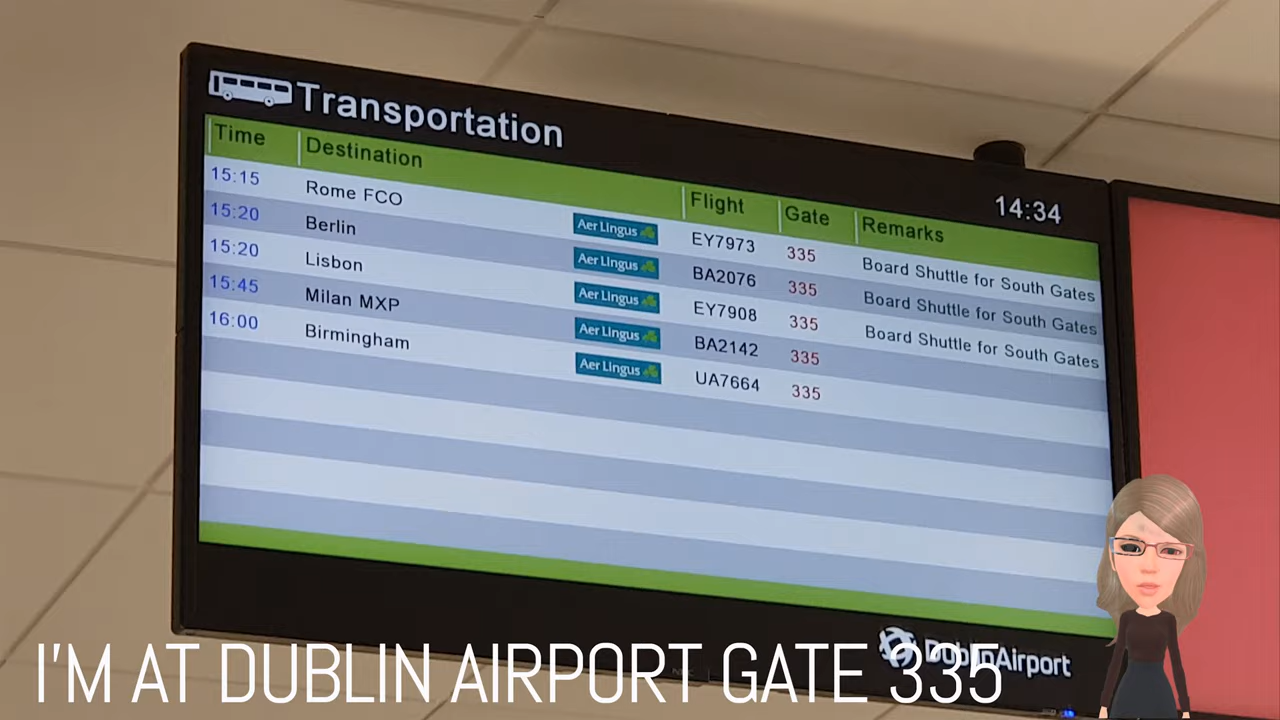 Transportation
14:34
Time Destination Flight Gate Remarks
15:15 Rome FCO Aer Lingus EY7973 335 Board Shuttle for South Gates
15:20 Berlin Aer Lingus BA2076 335 Board Shuttle for South Gates
15:20 Lisbon Aer Lingus EY7908 335 Board Shuttle for South Gates
15:45 Milan MXP Aer Lingus BA2142 335
16:00 Birmingham Aer Lingus UA7664 335
DublinAirport
I'M AT DUBLIN AIRPORT GATE 335